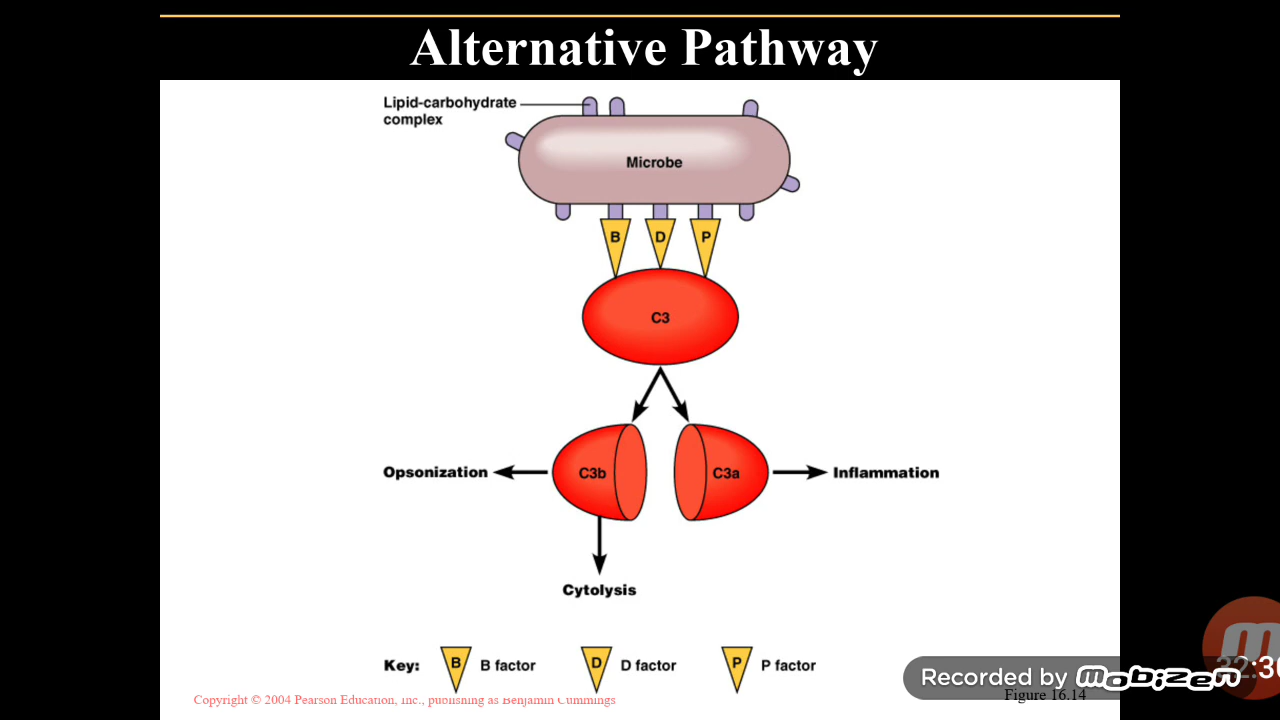 Alternative Pathway
Lipid-carbohydrate
complex
Microbe
B D P
C3
Opsonization C3b C3a Inflammation
Cytolysis
Key: B B factor D D factor P P factor
Recorded by mobizen
Copyright © 2004 Pearson Education, Inc., publishing as Benjamin Cummings
Figure 16.14